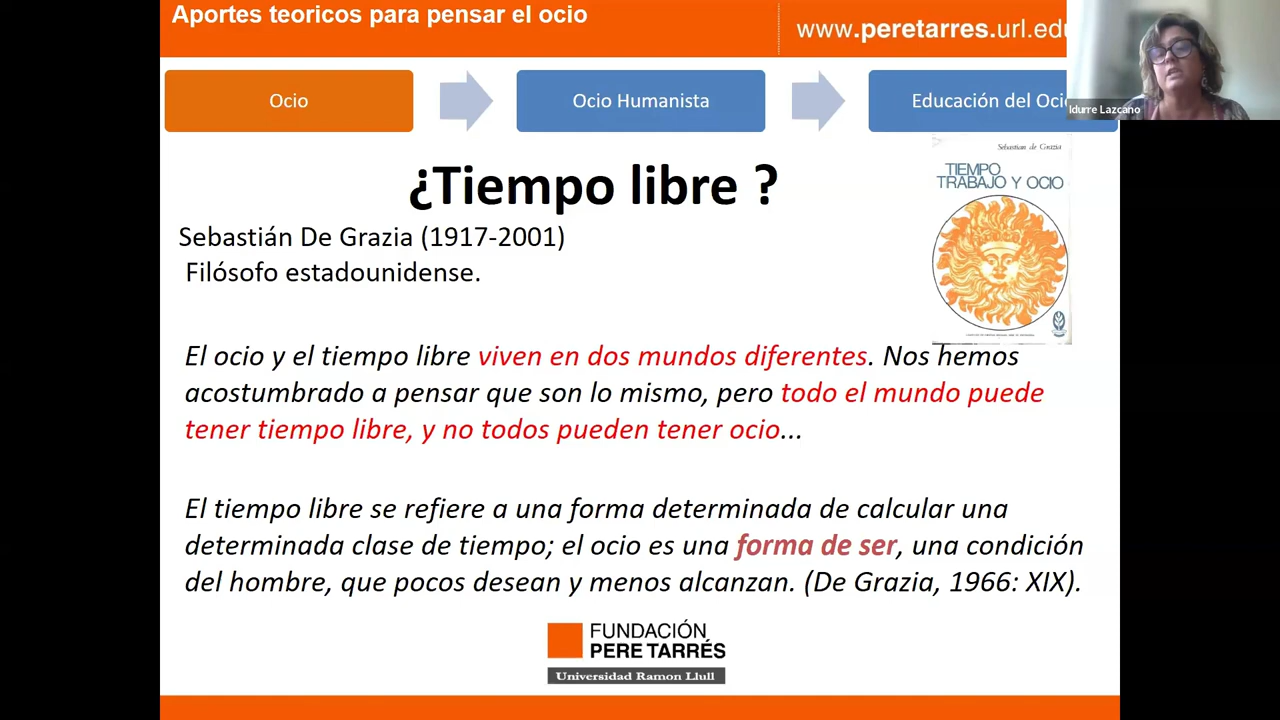 Aportes teoricos para pensar el ocio
www.peretarres.url.edu
Ocio
Ocio Humanista
Educación del Ocio
Idurre Lazcano
Sebastian de Grazia
TIEMPO
TRABAJO Y OCIO
¿Tiempo libre ?
Sebastián De Grazia (1917-2001)
Filósofo estadounidense.
El ocio y el tiempo libre viven en dos mundos diferentes. Nos hemos
acostumbrado a pensar que son lo mismo, pero todo el mundo puede
tener tiempo libre, y no todos pueden tener ocio...
El tiempo libre se refiere a una forma determinada de calcular una
determinada clase de tiempo; el ocio es una forma de ser, una condición
del hombre, que pocos desean y menos alcanzan. (De Grazia, 1966: XIX).
FUNDACIÓN
PERE TARRÉS
Universidad Ramon Llull